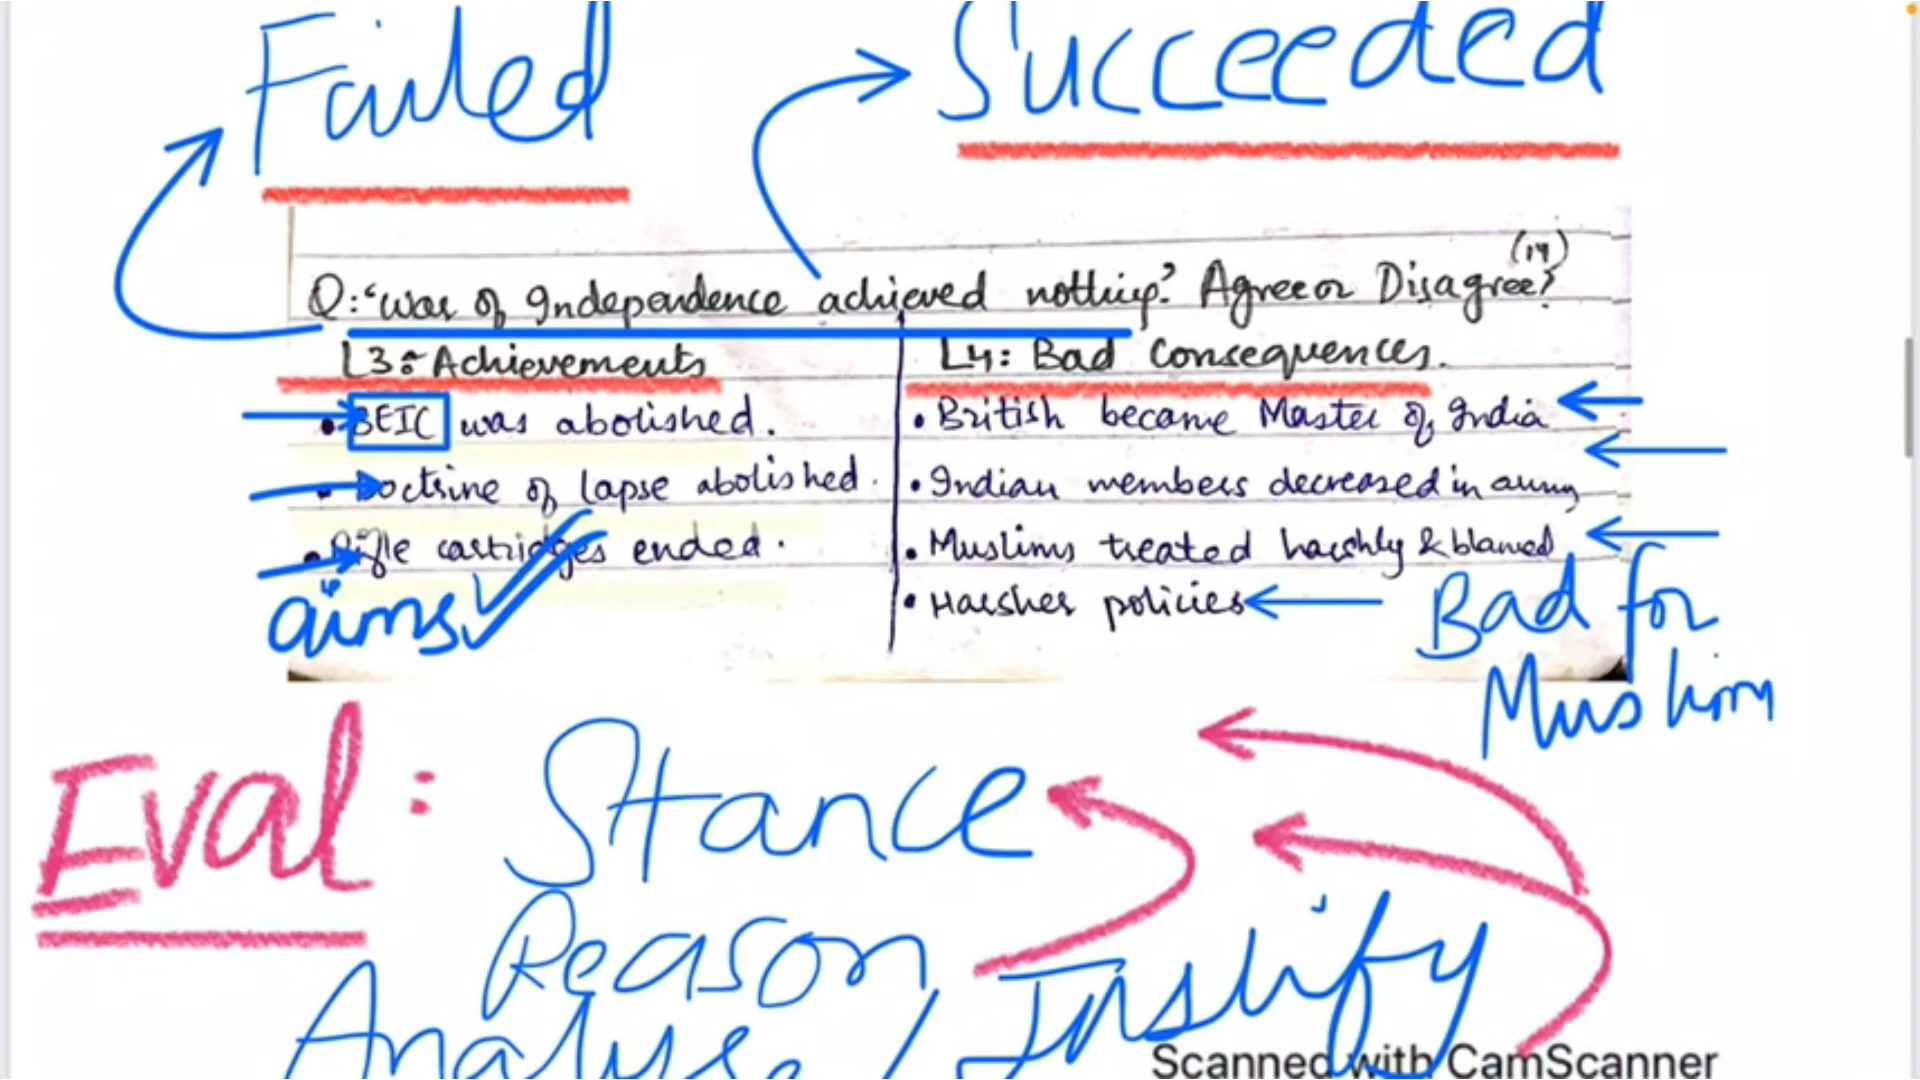 Failed
Succeeded
(14)
Q: 'War of Independence achieved nothing'. Agree or Disagree?
L3: Achievements
• BEIC was abolished.
• Doctrine of lapse abolished.
• Rifle cartridges ended.
aims
L4: Bad Consequences.
• British became Master of India
• Indian members decreased in army
• Muslims treated harshly & blamed
• Harsher policies
Bad for
Muslim
Eval: Stance
Reason
Analyse / Justify
Scanned with CamScanner